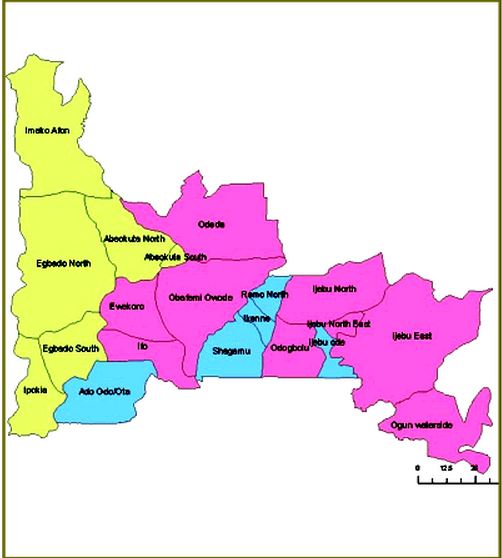 Imeko Afon
Odeda
Abeokuta North
Abeokuta South
Egbado North
Remo North
Ijebu North
Obafemi Owode
Ewekoro
Ikenne
Ijebu North East
Ijebu East
Ifo
Ijebu ode
Egbado South
Shagamu
Odogbolu
Ipokia
Ado Odo/Ota
Ogun waterside
0 12.5 25